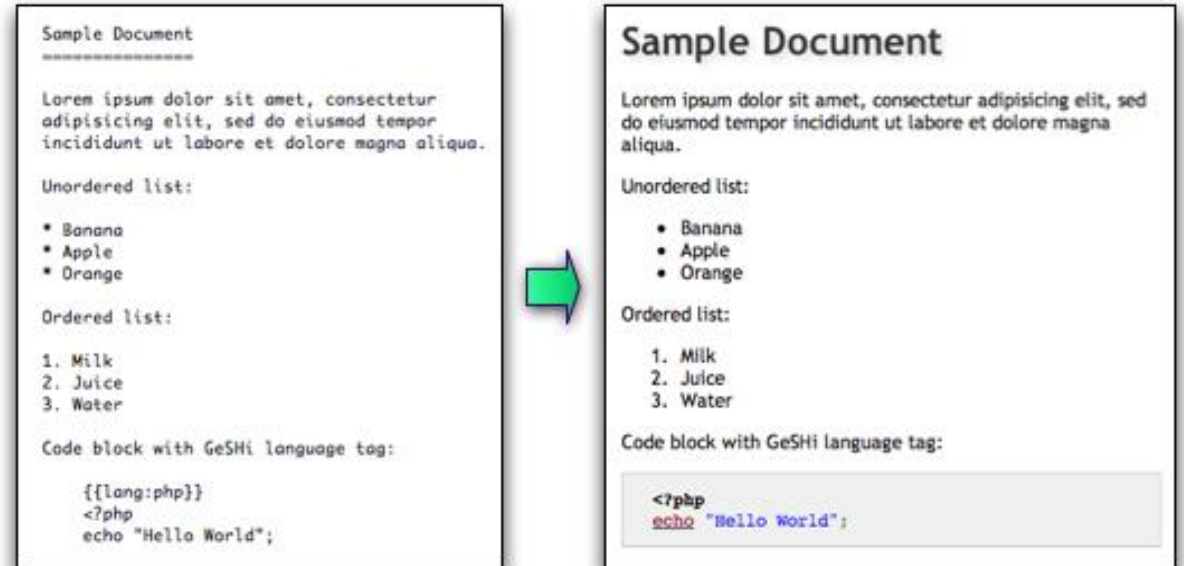 Sample Document
===============
Lorem ipsum dolor sit amet, consectetur
adipisicing elit, sed do eiusmod tempor
incididunt ut labore et dolore magna aliqua.
Unordered list:
* Banana
* Apple
* Orange
Ordered list:
1. Milk
2. Juice
3. Water
Code block with GeSHi language tag:
{{lang:php}}
<?php
echo "Hello World";
Sample Document
Lorem ipsum dolor sit amet, consectetur adipisicing elit, sed
do eiusmod tempor incididunt ut labore et dolore magna
aliqua.
Unordered list:
• Banana
• Apple
• Orange
Ordered list:
1. Milk
2. Juice
3. Water
Code block with GeSHi language tag:
<?php
echo "Hello World";